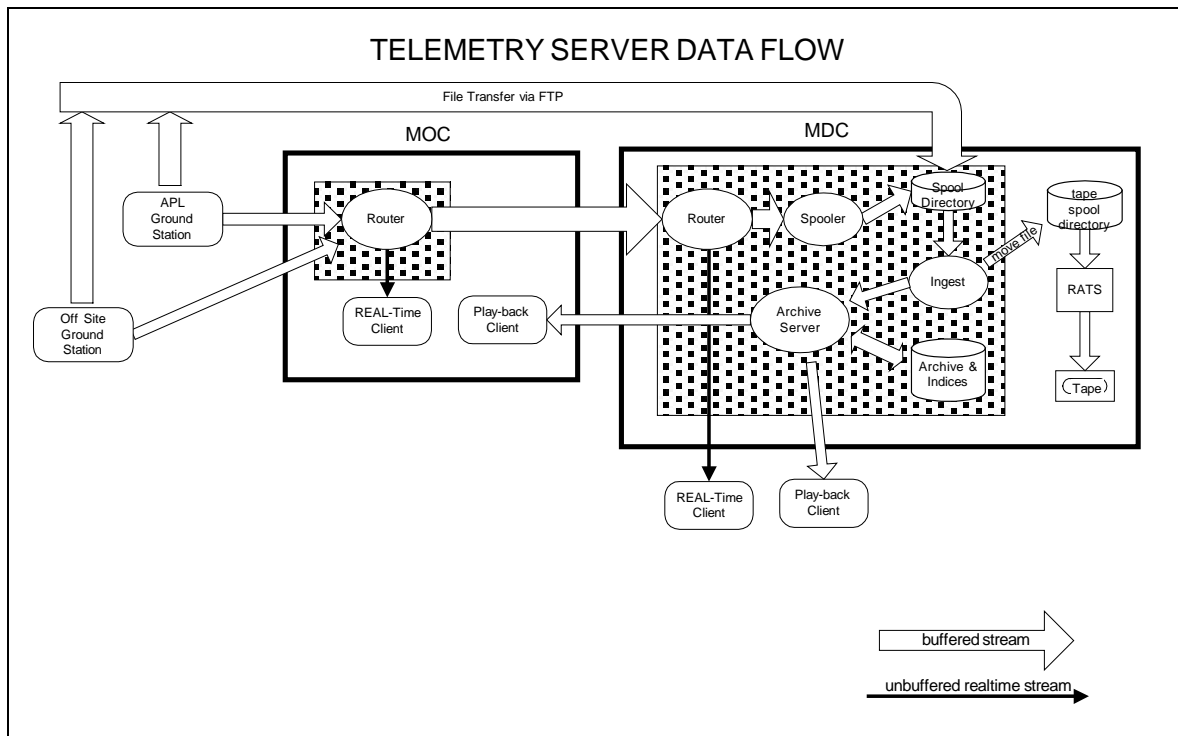 TELEMETRY SERVER DATA FLOW
File Transfer via FTP
MOC
MDC
APL
Ground
Station
Router
Router
Spooler
Spool
Directory
tape
spool
directory
move file
Off Site
Ground
Station
REAL-Time
Client
Play-back
Client
Archive
Server
Ingest
RATS
Archive &
Indices
Tape
REAL-Time
Client
Play-back
Client
buffered stream
unbuffered realtime stream